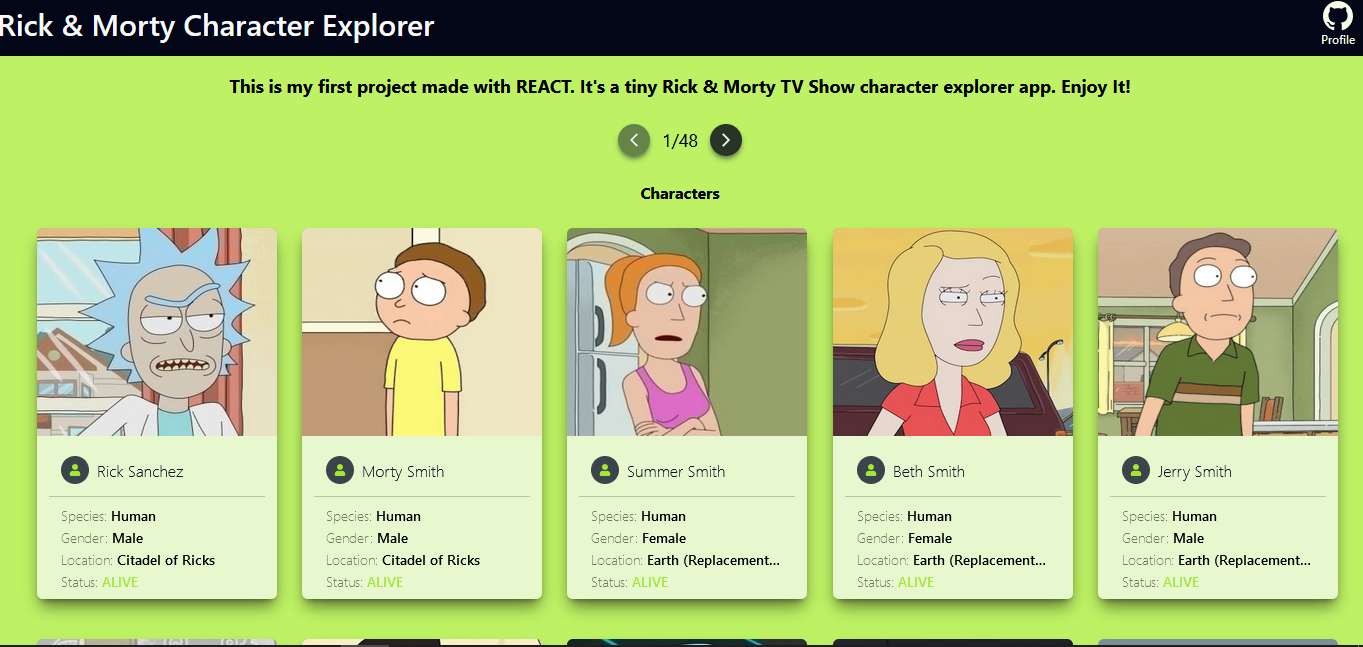 Rick & Morty Character Explorer
Profile
This is my first project made with REACT. It's a tiny Rick & Morty TV Show character explorer app. Enjoy It!
1/48
Characters
Rick Sanchez
Species: Human
Gender: Male
Location: Citadel of Ricks
Status: ALIVE
Morty Smith
Species: Human
Gender: Male
Location: Citadel of Ricks
Status: ALIVE
Summer Smith
Species: Human
Gender: Female
Location: Earth (Replacement...
Status: ALIVE
Beth Smith
Species: Human
Gender: Female
Location: Earth (Replacement...
Status: ALIVE
Jerry Smith
Species: Human
Gender: Male
Location: Earth (Replacement...
Status: ALIVE